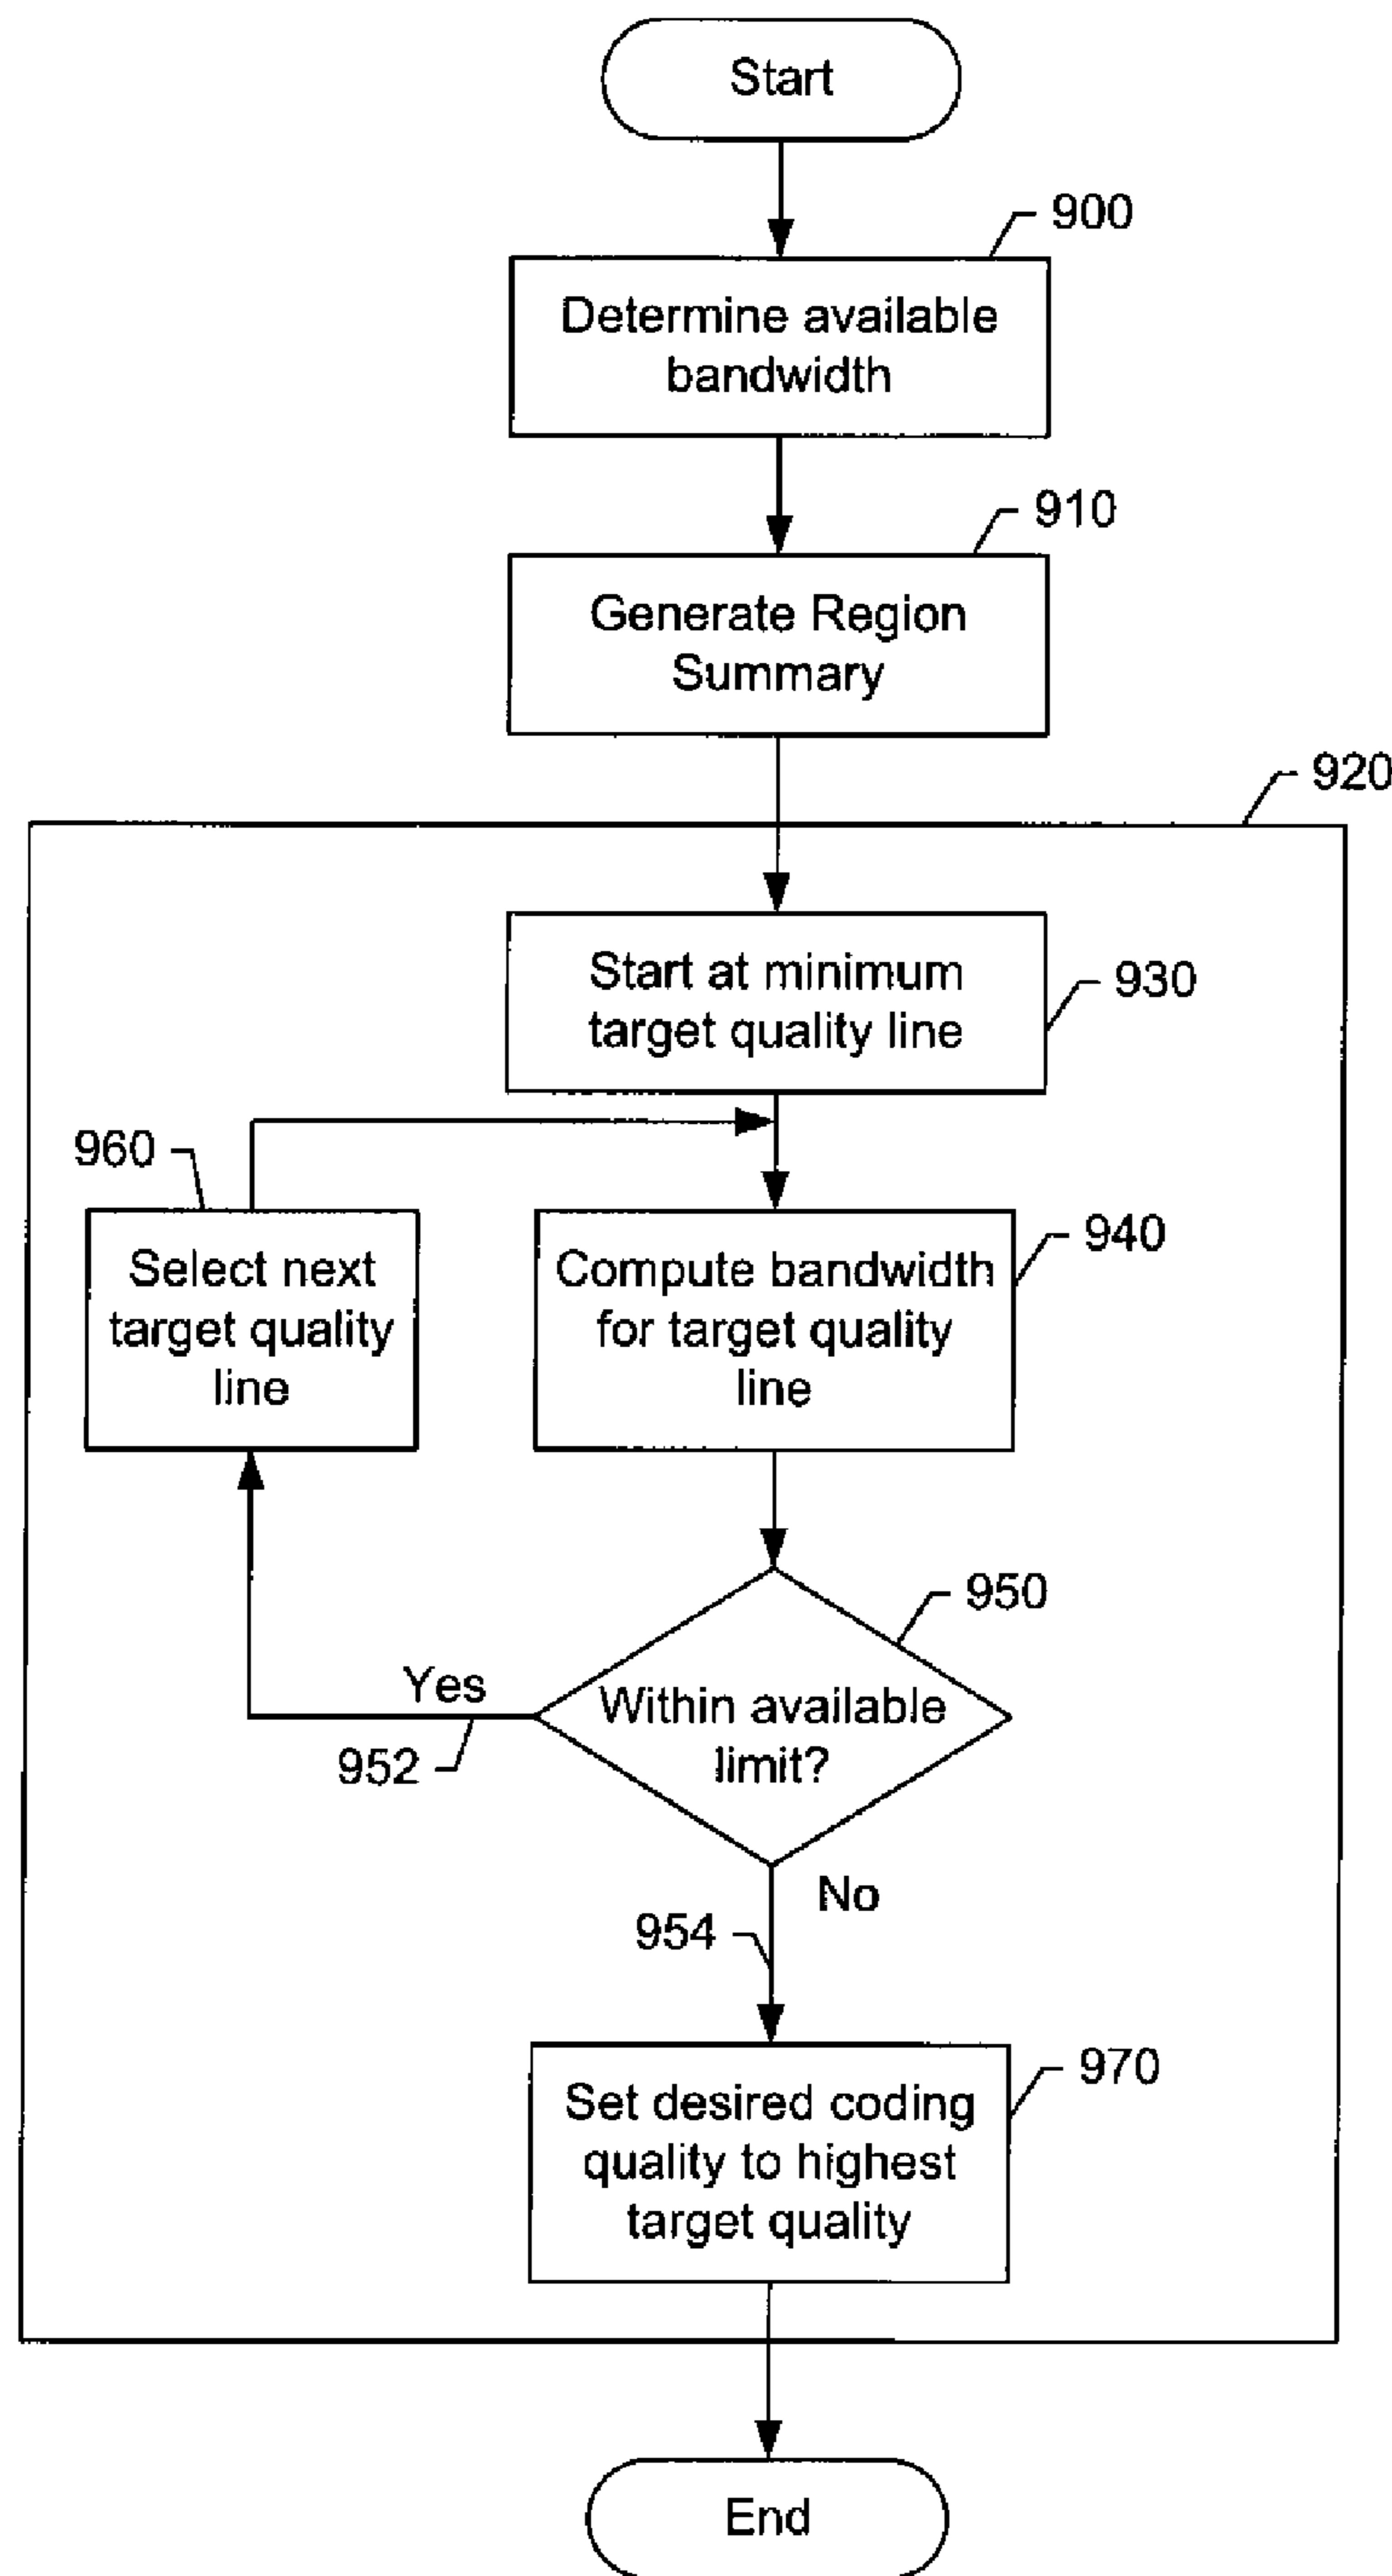 Start
900
Determine available
bandwidth
910
Generate Region
Summary
920
Start at minimum
target quality line
930
960
Select next
target quality
line
940
Compute bandwidth
for target quality
line
950
Within available
limit?
Yes
952
No
954
970
Set desired coding
quality to highest
target quality
End